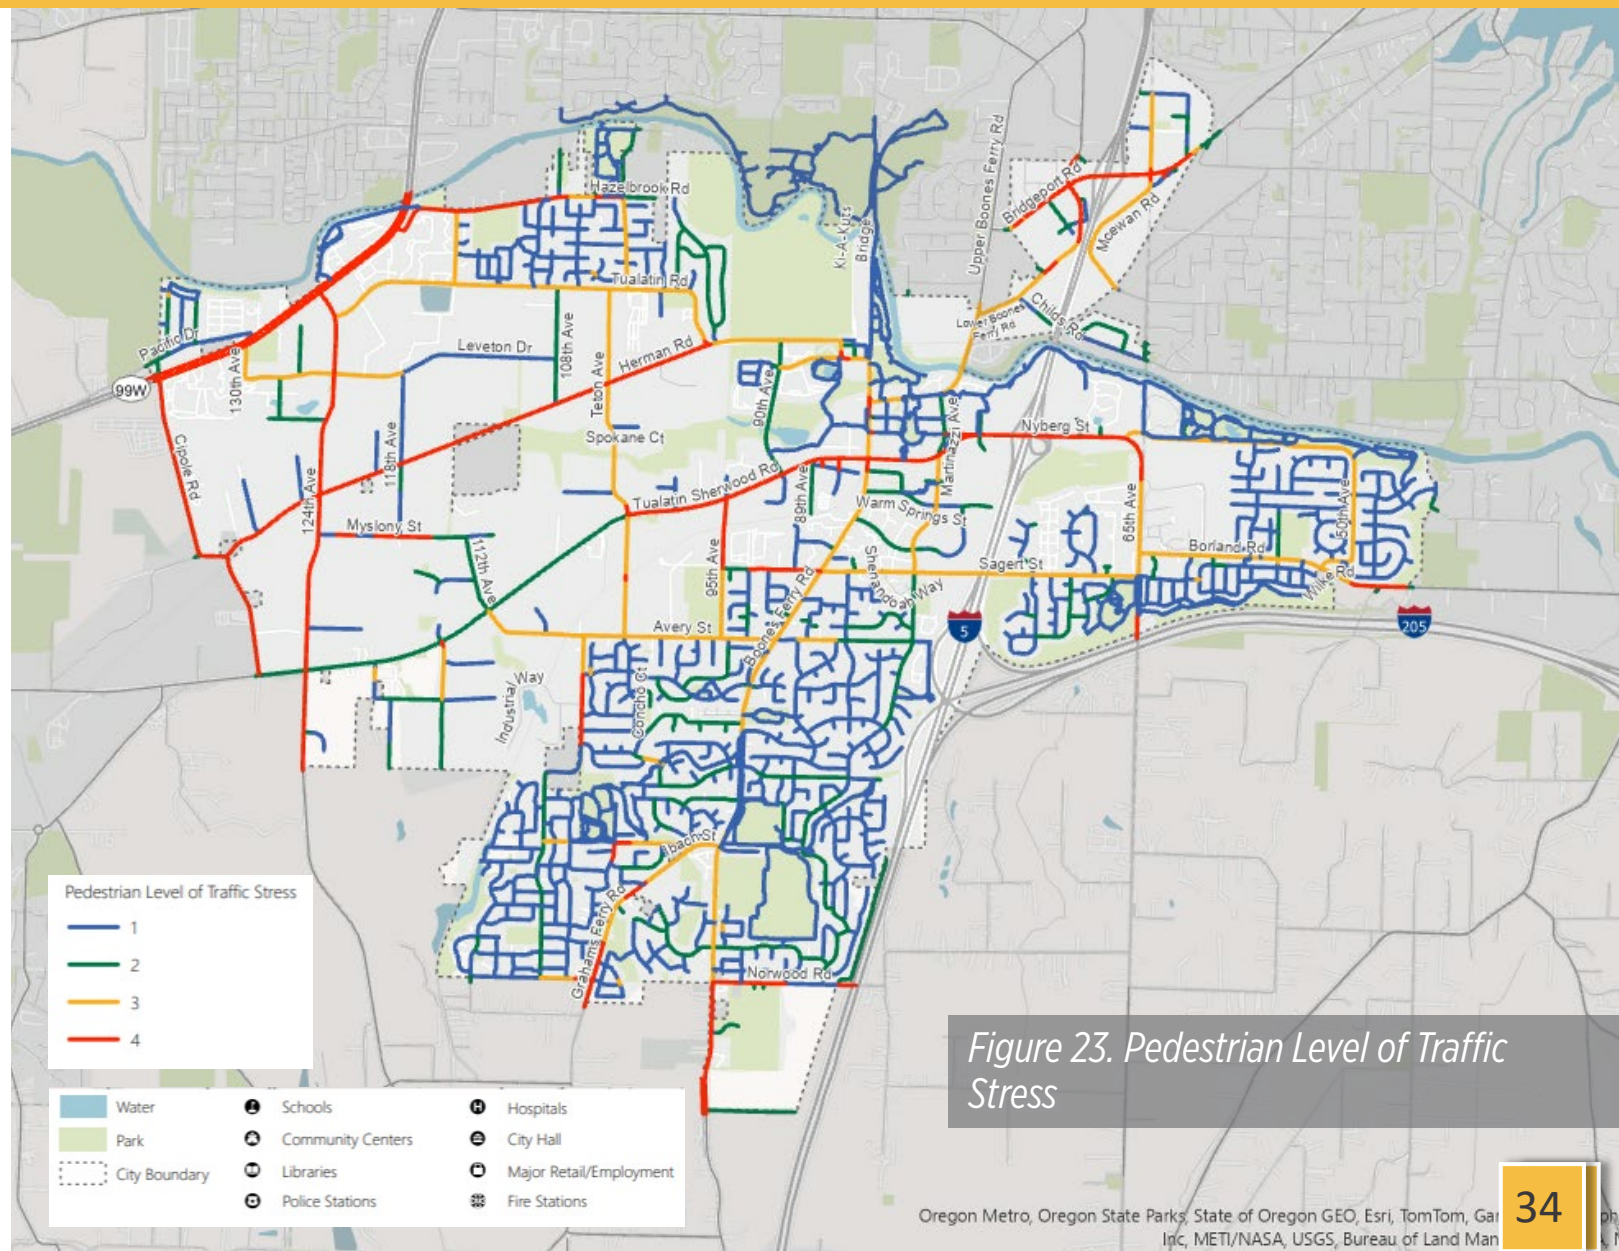 Hazelbrook Rd
Tualatin Rd
Ki-A-Kuts
Bridge
Upper Boones Ferry Rd
Bridgeport Rd
Mcewan Rd
Lower Boones
Ferry Rd
Childs Rd
Pacific Dr
99W
130th Ave
Leveton Dr
108th Ave
Teton Ave
Herman Rd
90th Ave
Martinazzi Ave
Nyberg St
Cipole Rd
118th Ave
124th Ave
Spokane Ct
Tualatin Sherwood Rd
89th Ave
Warm Springs St
65th Ave
50th Ave
Myslony St
112th Ave
95th Ave
Shenandoah Way
Sagert St
Borland Rd
Wilke Rd
Avery St
Boones Ferry Rd
5
205
Industrial Way
Concho Ct
Ibach St
Grahams Ferry Rd
Norwood Rd
Pedestrian Level of Traffic Stress
1
2
3
4
Water
Park
City Boundary
Schools
Community Centers
Libraries
Police Stations
H
Hospitals
City Hall
Major Retail/Employment
Fire Stations
Figure 23. Pedestrian Level of Traffic
Stress
34
Oregon Metro, Oregon State Parks, State of Oregon GEO, Esri, TomTom,
Inc, METI/NASA, USGS, Bureau of Land